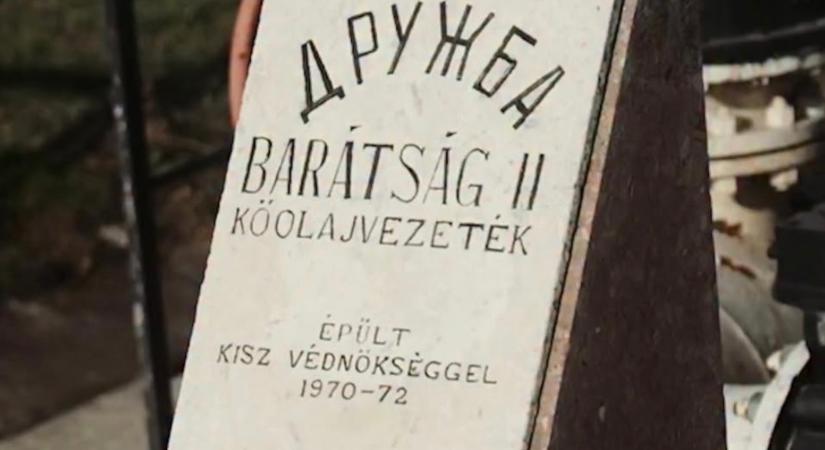 ДРУЖБА
BARÁTSÁG II
KŐOLAJVEZETÉK
ÉPÜLT
KISZ VÉDNÖKSÉGGEL
1970-72